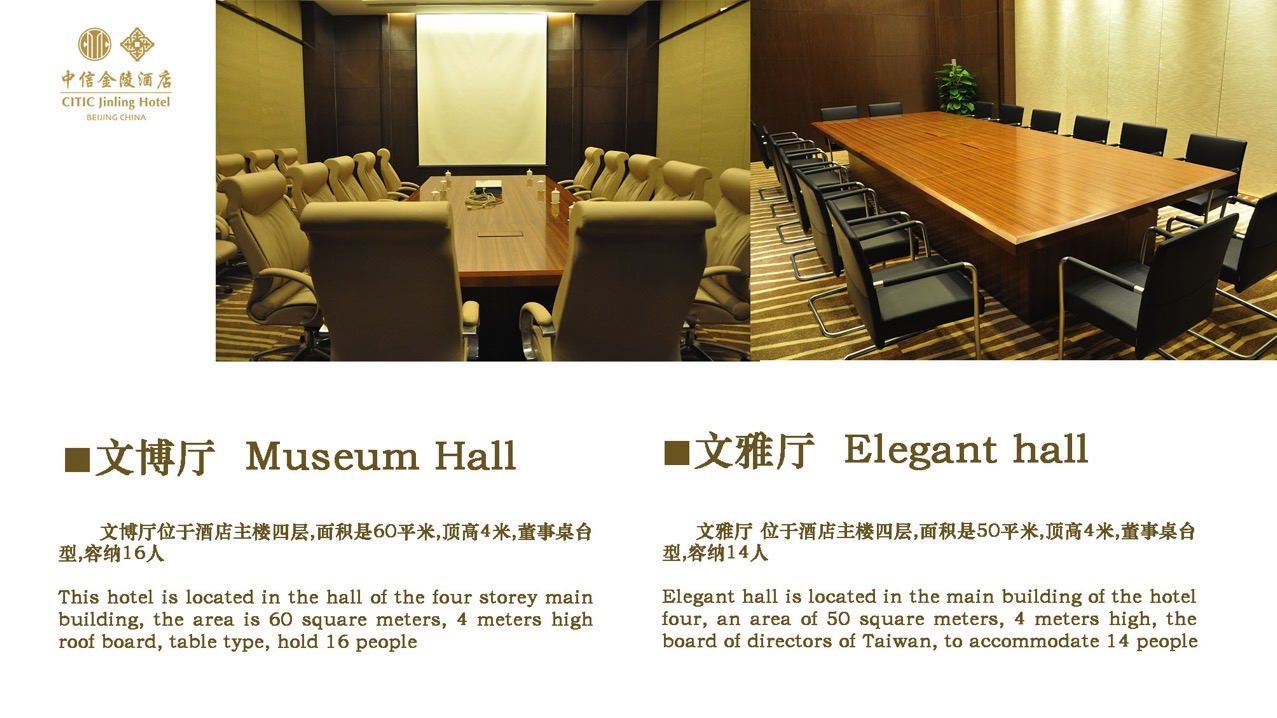 中信金陵酒店
CITIC Jinling Hotel
BEIJING CHINA
■文博厅 Museum Hall
文博厅位于酒店主楼四层,面积是60平米,顶高4米,董事桌台
型,容纳16人
This hotel is located in the hall of the four storey main
building, the area is 60 square meters, 4 meters high
roof board, table type, hold 16 people
■文雅厅 Elegant hall
文雅厅 位于酒店主楼四层,面积是50平米,顶高4米,董事桌台
型,容纳14人
Elegant hall is located in the main building of the hotel
four, an area of 50 square meters, 4 meters high, the
board of directors of Taiwan, to accommodate 14 people